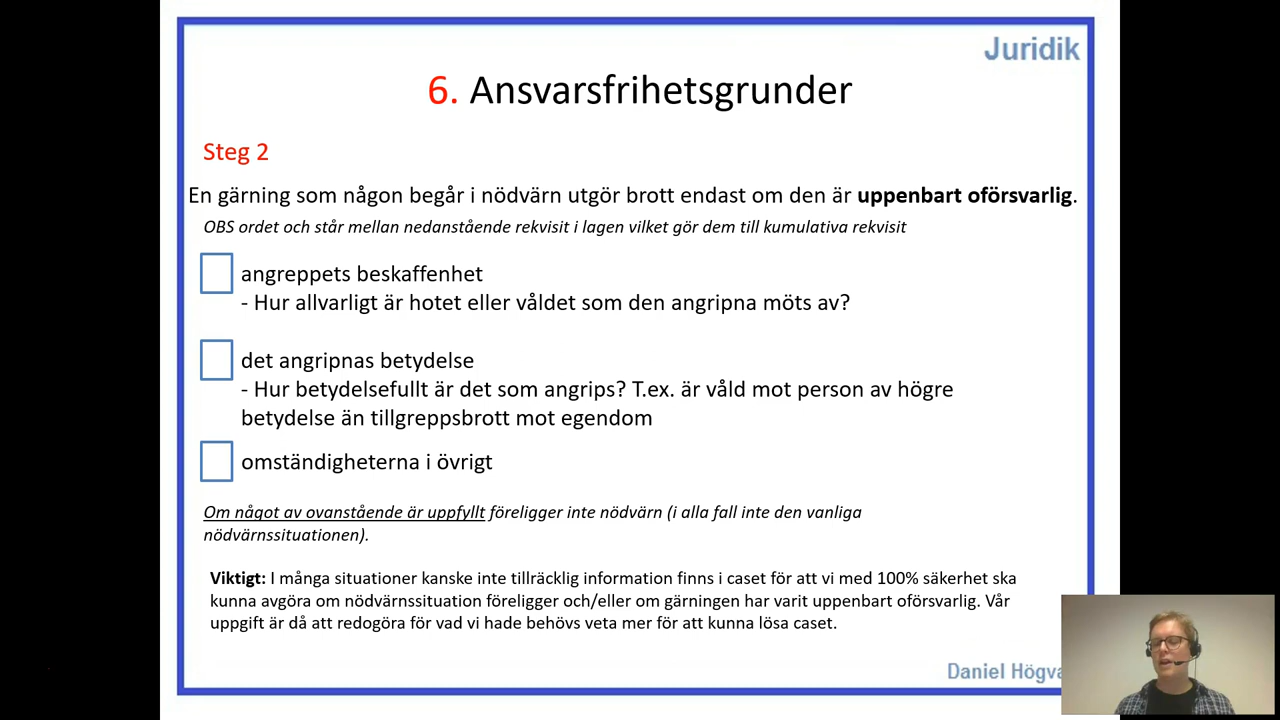 Juridik
6. Ansvarsfrihetsgrunder
Steg 2
En gärning som någon begår i nödvärn utgör brott endast om den är uppenbart oförsvarlig.
OBS ordet och står mellan nedanstående rekvisit i lagen vilket gör dem till kumulativa rekvisit
angreppets beskaffenhet
- Hur allvarligt är hotet eller våldet som den angripna möts av?
det angripnas betydelse
- Hur betydelsefullt är det som angrips? T.ex. är våld mot person av högre
betydelse än tillgreppsbrott mot egendom
omständigheterna i övrigt
Om något av ovanstående är uppfyllt föreligger inte nödvärn (i alla fall inte den vanliga
nödvärnssituationen).
Viktigt: I många situationer kanske inte tillräcklig information finns i caset för att vi med 100% säkerhet ska
kunna avgöra om nödvärnssituation föreligger och/eller om gärningen har varit uppenbart oförsvarlig. Vår
uppgift är då att redogöra för vad vi hade behövs veta mer för att kunna lösa caset.
Daniel